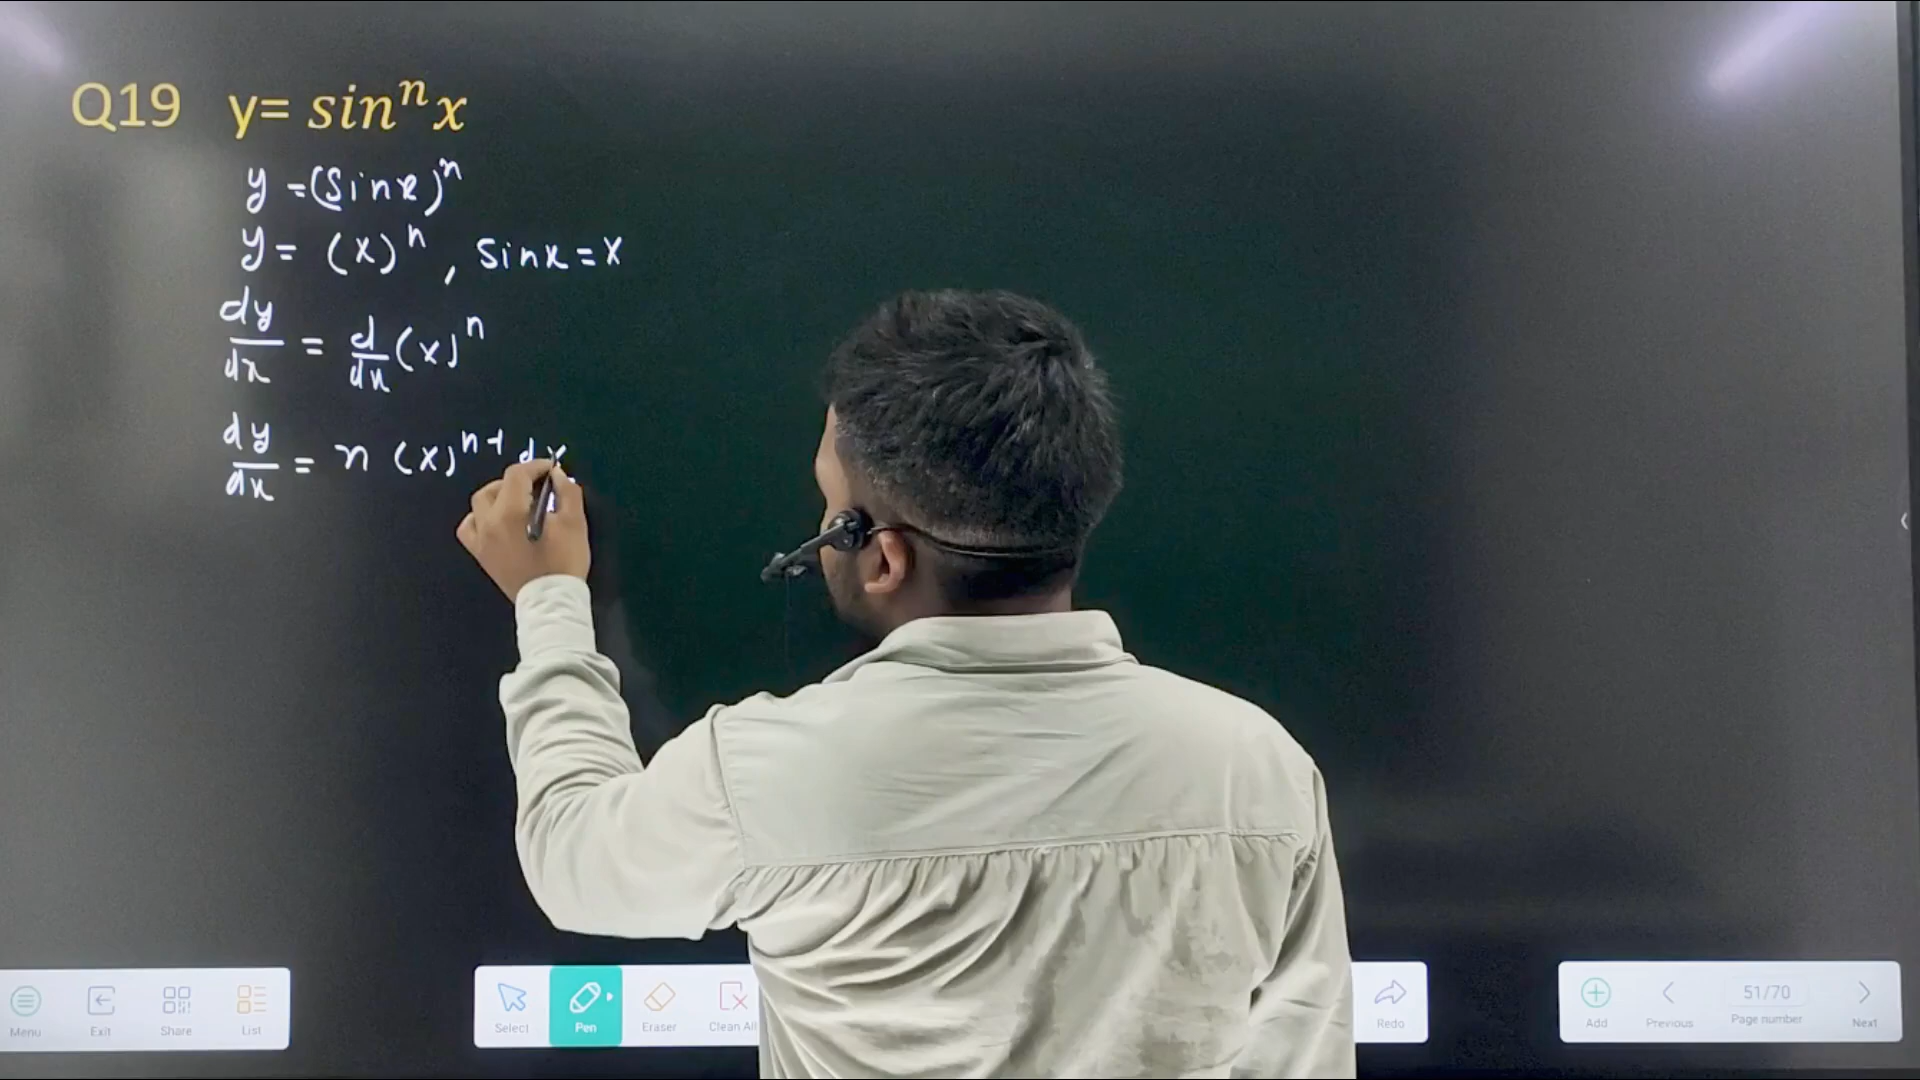 Q19 y= sinⁿx
y = (Sinx)ⁿ
y = (X)ⁿ, Sinx = X
dy/dx = d/dx (X)ⁿ
dy/dx = n (X)ⁿ⁻¹ dX
Menu Exit Share List Select Pen Eraser Clean All Redo Add Previous 51/70 Page number Next